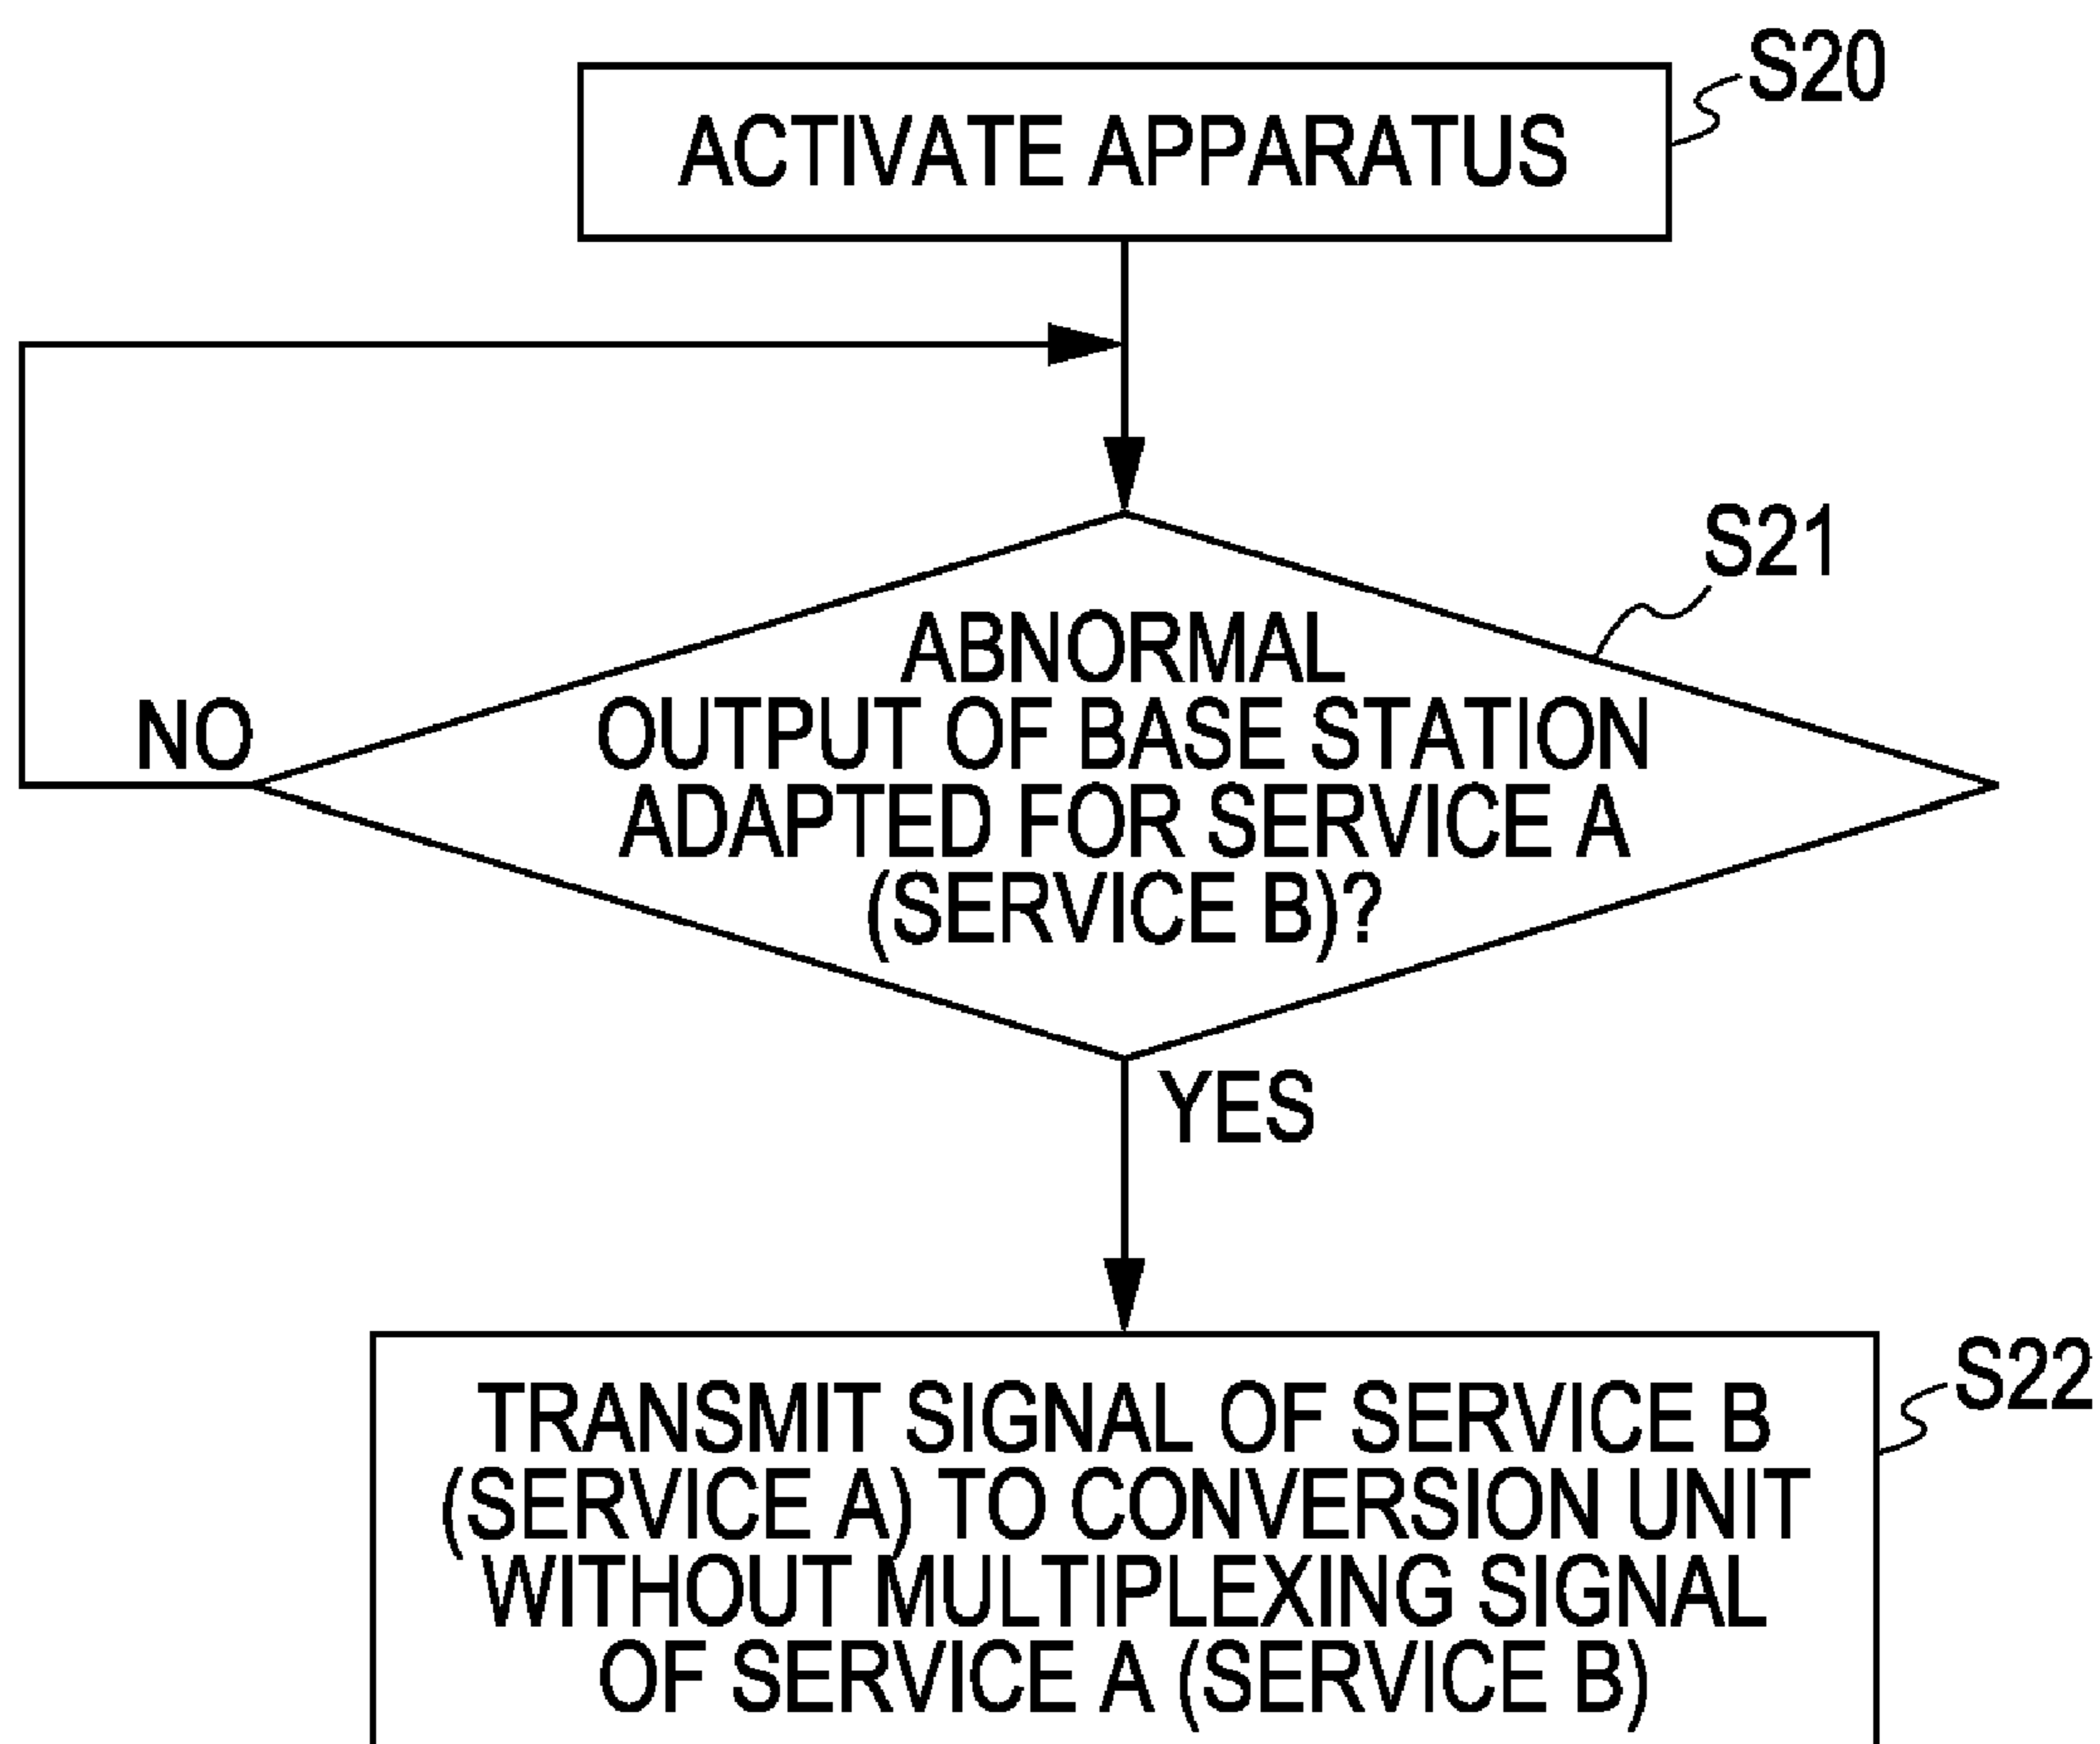 S20
ACTIVATE APPARATUS
S21
ABNORMAL
OUTPUT OF BASE STATION
ADAPTED FOR SERVICE A
(SERVICE B)?
NO
YES
S22
TRANSMIT SIGNAL OF SERVICE B
(SERVICE A) TO CONVERSION UNIT
WITHOUT MULTIPLEXING SIGNAL
OF SERVICE A (SERVICE B)